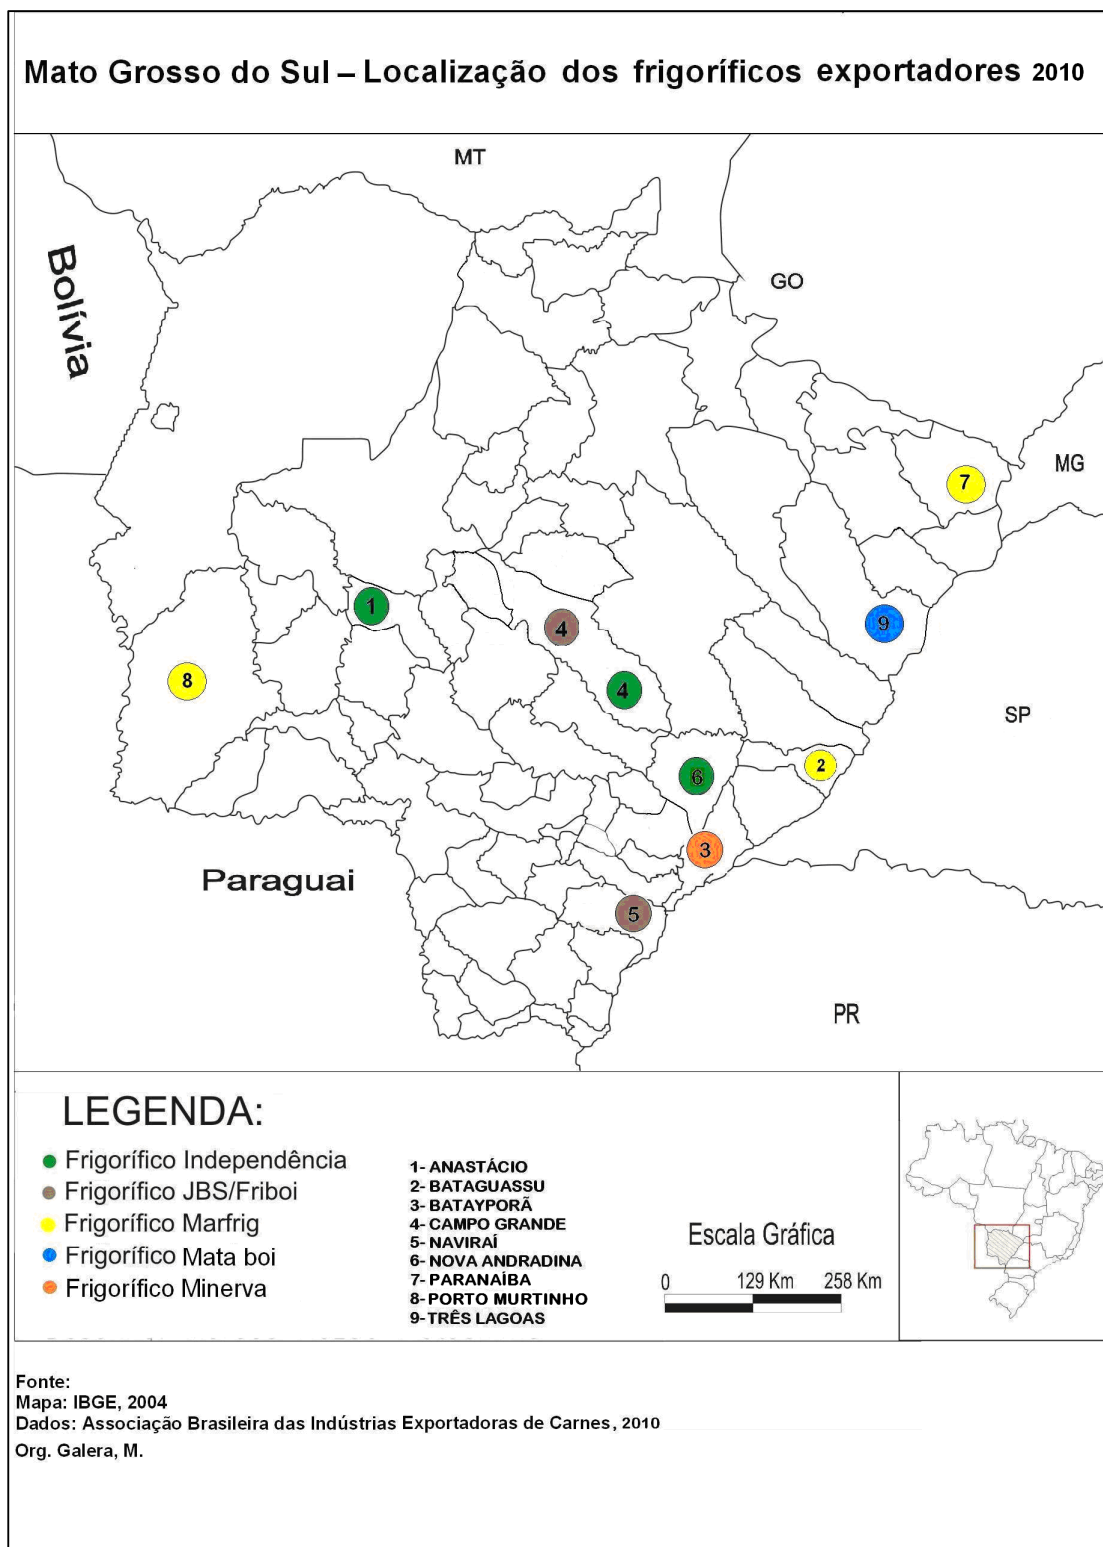 Mato Grosso do Sul – Localização dos frigoríficos exportadores 2010
MT
Bolívia
GO
MG
7
1
4
9
8
4
SP
6
2
3
Paraguai
5
PR
LEGENDA:
Frigorífico Independência
Frigorífico JBS/Friboi
Frigorífico Marfrig
Frigorífico Mata boi
Frigorífico Minerva
1- ANASTÁCIO
2- BATAGUASSU
3- BATAYPORÃ
4- CAMPO GRANDE
5- NAVIRAÍ
6- NOVA ANDRADINA
7- PARANAÍBA
8- PORTO MURTINHO
9- TRÊS LAGOAS
Escala Gráfica
0 129 Km 258 Km
Fonte:
Mapa: IBGE, 2004
Dados: Associação Brasileira das Indústrias Exportadoras de Carnes, 2010
Org. Galera, M.